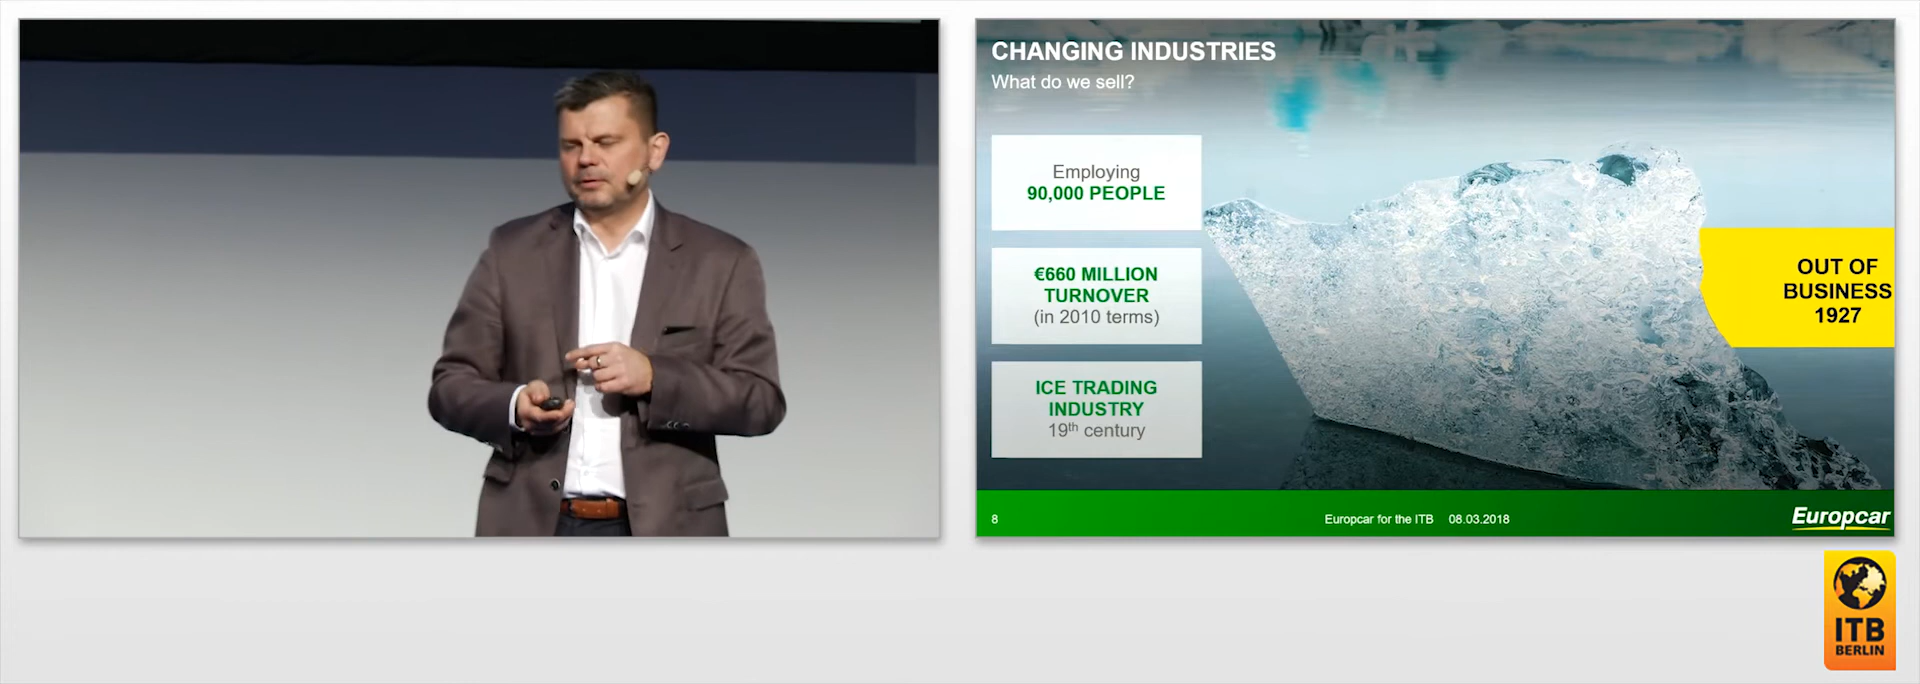 CHANGING INDUSTRIES
What do we sell?
Employing
90,000 PEOPLE
€660 MILLION
TURNOVER
(in 2010 terms)
ICE TRADING
INDUSTRY
19th century
OUT OF
BUSINESS
1927
8
Europcar for the ITB 08.03.2018
Europcar
ITB
BERLIN